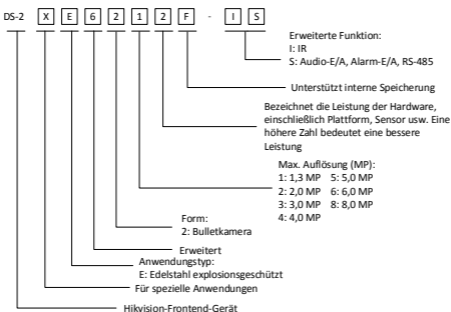 DS-2 X E 6 2 1 2 F - I S
Erweiterte Funktion:
I: IR
S: Audio-E/A, Alarm-E/A, RS-485
Unterstützt interne Speicherung
Bezeichnet die Leistung der Hardware,
einschließlich Plattform, Sensor usw. Eine
höhere Zahl bedeutet eine bessere
Leistung
Max. Auflösung (MP):
1: 1,3 MP 5: 5,0 MP
2: 2,0 MP 6: 6,0 MP
3: 3,0 MP 8: 8,0 MP
4: 4,0 MP
Form:
2: Bulletkamera
Erweitert
Anwendungstyp:
E: Edelstahl explosionsgeschützt
Für spezielle Anwendungen
Hikvision-Frontend-Gerät